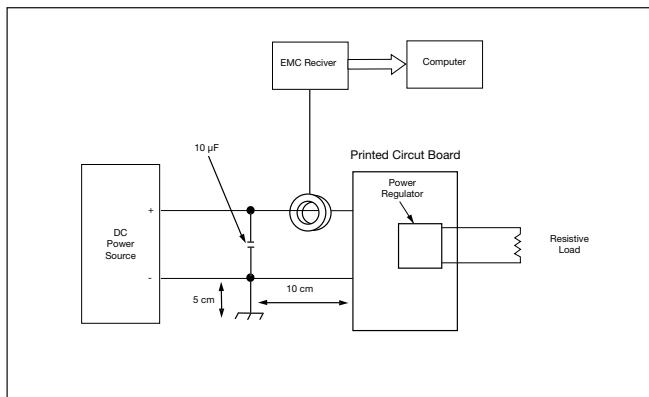 EMC Reciver
Computer
10 µF
Printed Circut Board
Power
Regulator
+
DC
Power
Source
-
Resistive
Load
10 cm
5 cm